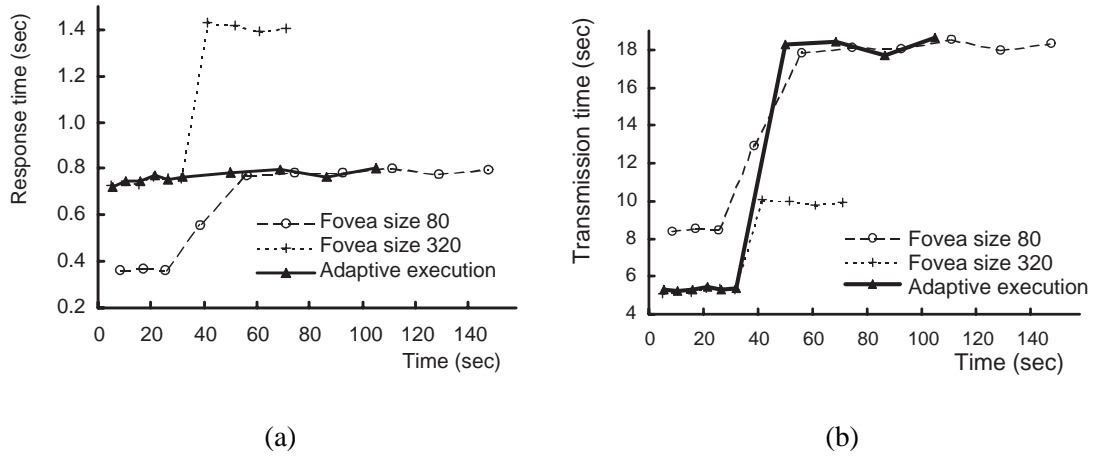 Response time (sec)
1.4
1.2
1.0
0.8
0.6
0.4
0.2
0 20 40 60 80 100 120 140
Time (sec)
Fovea size 80
Fovea size 320
Adaptive execution
(a)
Transmission time (sec)
18
16
14
12
10
8
6
4
0 20 40 60 80 100 120 140
Time (sec)
Fovea size 80
Fovea size 320
Adaptive execution
(b)